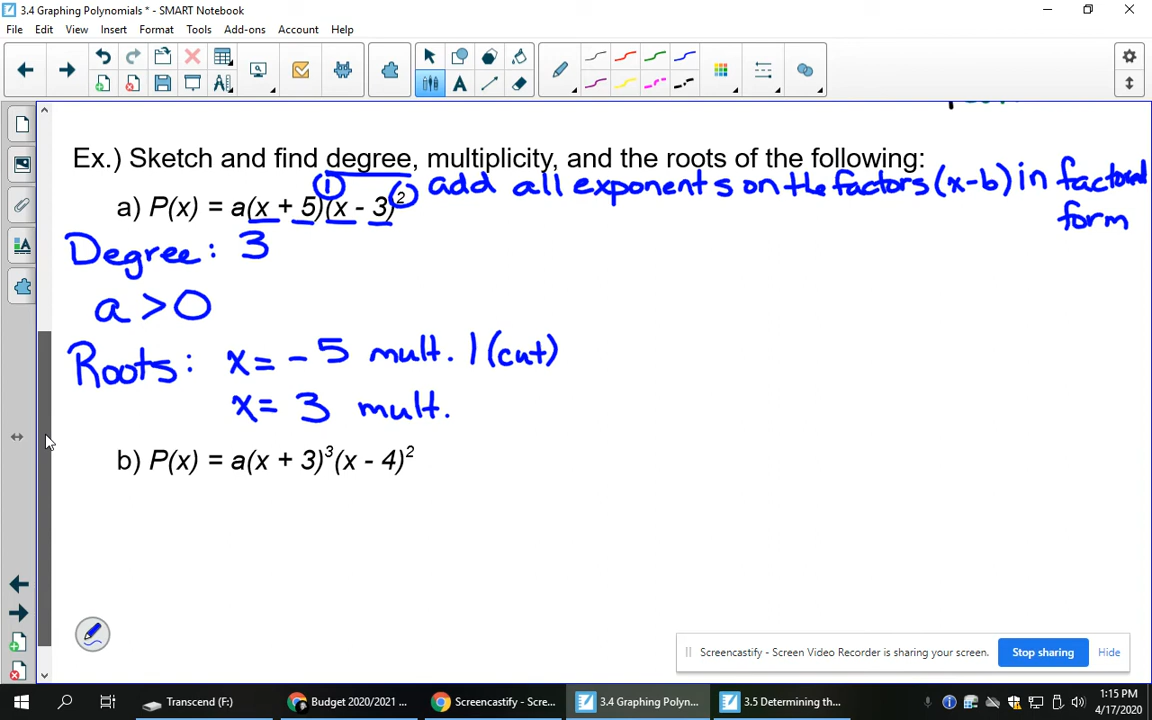 3.4 Graphing Polynomials * - SMART Notebook
File Edit View Insert Format Tools Add-ons Account Help
Ex.) Sketch and find degree, multiplicity, and the roots of the following:
① add all exponents on the factors (x-b) in factored form
a) P(x) = a(x + 5)(x - 3)²
Degree: 3
a > 0
Roots: x = -5 mult. 1 (cut)
x = 3 mult.
b) P(x) = a(x + 3)³(x - 4)²
Screencastify - Screen Video Recorder is sharing your screen. Stop sharing Hide
Transcend (F:) Budget 2020/2021 ... Screencastify - Scre... 3.4 Graphing Polyn... 3.5 Determining th... 1:15 PM
4/17/2020